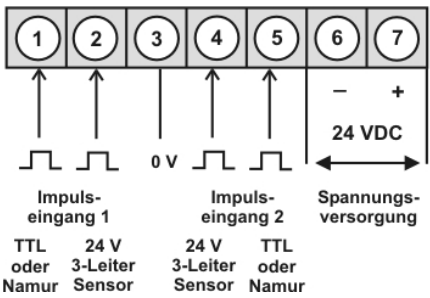 1 2 3 4 5 6 7
– +
24 VDC
0 V
Impuls-
eingang 1
Impuls-
eingang 2
Spannungs-
versorgung
TTL
oder
Namur
24 V
3-Leiter
Sensor
24 V
3-Leiter
Sensor
TTL
oder
Namur